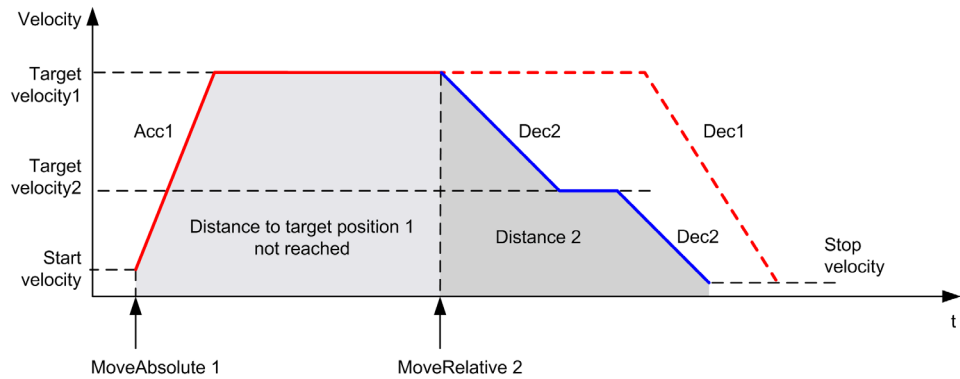 Velocity
Target
velocity1
Acc1
Dec2
Dec1
Target
velocity2
Distance to target position 1
not reached
Distance 2
Dec2
Start
velocity
Stop
velocity
t
MoveAbsolute 1
MoveRelative 2